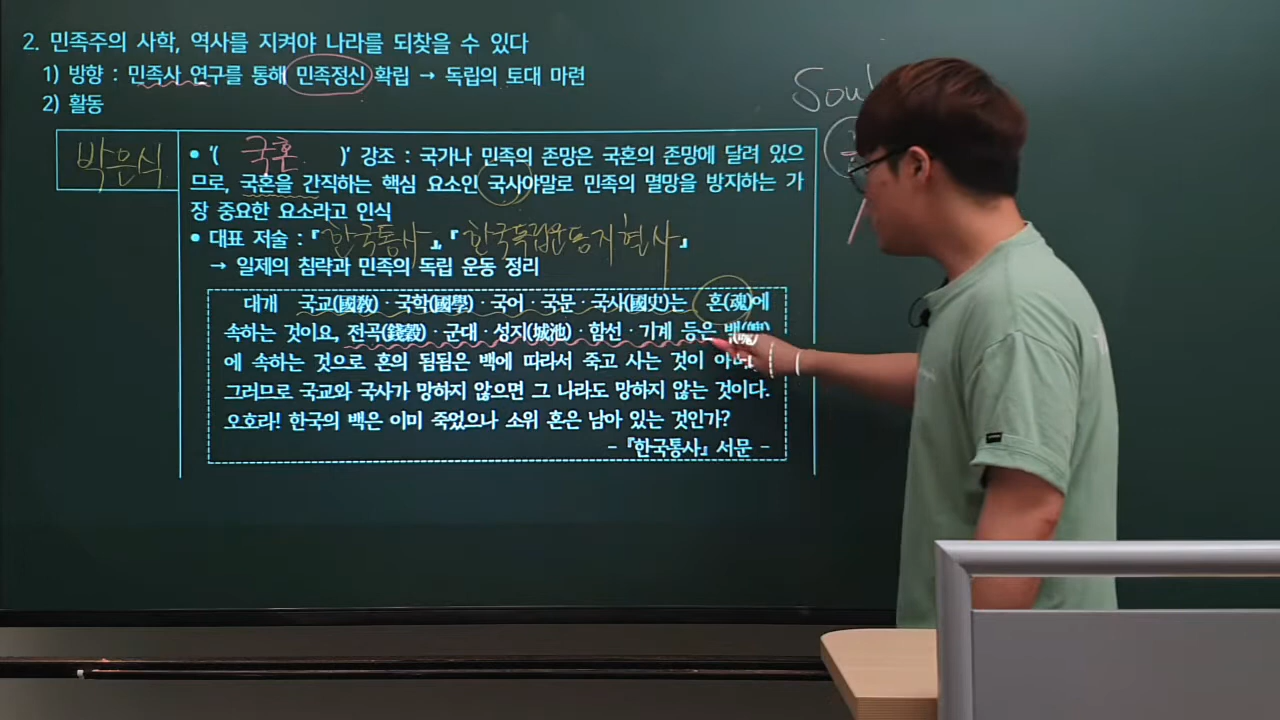 2. 민족주의 사학, 역사를 지켜야 나라를 되찾을 수 있다
1) 방향 : 민족사 연구를 통해 민족정신 확립 → 독립의 토대 마련
2) 활동
Soul
박은식
• '( 국혼 )' 강조 : 국가나 민족의 존망은 국혼의 존망에 달려 있으
므로, 국혼을 간직하는 핵심 요소인 국사야말로 민족의 멸망을 방지하는 가
장 중요한 요소라고 인식
• 대표 저술 : 『한국통사』, 『한국독립운동지혈사』
→ 일제의 침략과 민족의 독립 운동 정리
대개 국교(國敎)·국학(國學)·국어·국문·국사(國史)는 혼(魂)에
속하는 것이요, 전곡(錢穀)·군대·성지(城池)·함선·기계 등은 백(魄)
에 속하는 것으로 혼의 됨됨은 백에 따라서 죽고 사는 것이
그러므로 국교와 국사가 망하지 않으면 그 나라도 망하지 않는 것이다.
오호라! 한국의 백은 이미 죽었으나 소위 혼은 남아 있는 것인가?
-『한국통사』 서문 -